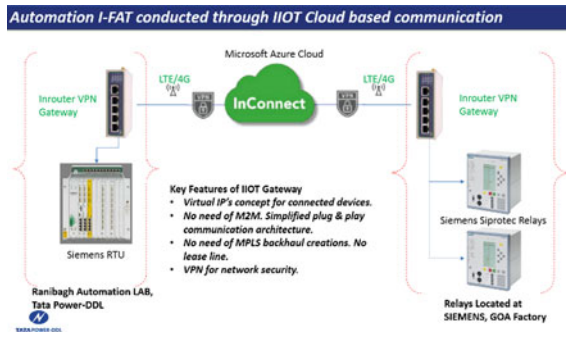 Automation I-FAT conducted through IIOT Cloud based communication
Microsoft Azure Cloud
LTE/4G
LTE/4G
Inrouter VPN
Gateway
VPN
InConnect
VPN
Inrouter VPN
Gateway
Key Features of IIOT Gateway
• Virtual IP's concept for connected devices.
• No need of M2M. Simplified plug & play
communication architecture.
• No need of MPLS backhaul creations. No
lease line.
• VPN for network security.
Siemens RTU
Siemens Siprotec Relays
Ranibagh Automation LAB,
Tata Power-DDL
TATA POWER-DDL
Relays Located at
SIEMENS, GOA Factory